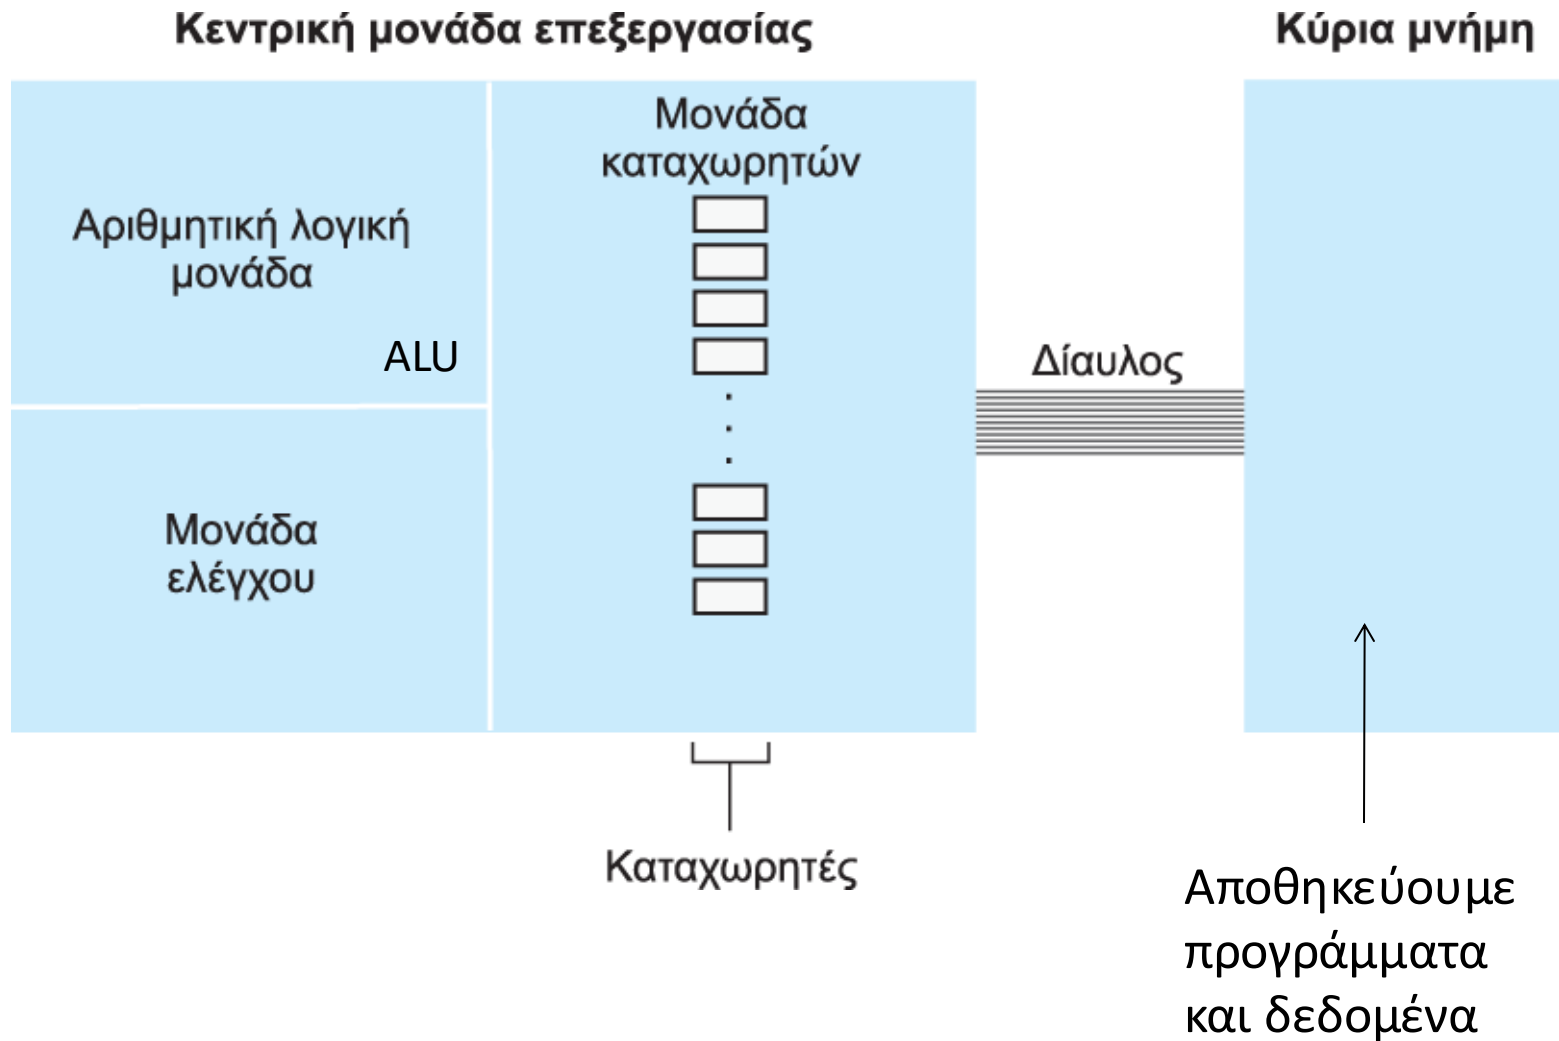 Κεντρική μονάδα επεξεργασίας
Κύρια μνήμη
Μονάδα
καταχωρητών
Αριθμητική λογική
μονάδα
ALU
Δίαυλος
Μονάδα
ελέγχου
Καταχωρητές
Αποθηκεύουμε
προγράμματα
και δεδομένα